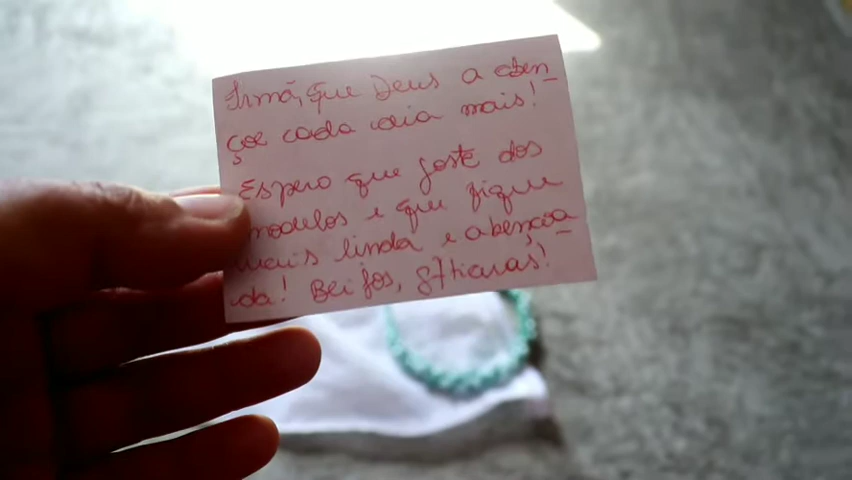 Irmã, que Deus a aben-
çoe cada dia mais!
Espero que goste dos
modelos e que fique
mais linda e abençoa-
da! Beijos, Tiaras!